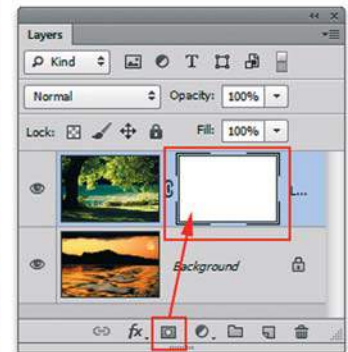 Layers
Kind
Normal Opacity: 100%
Lock: Fill: 100%
L...
Background
fx.